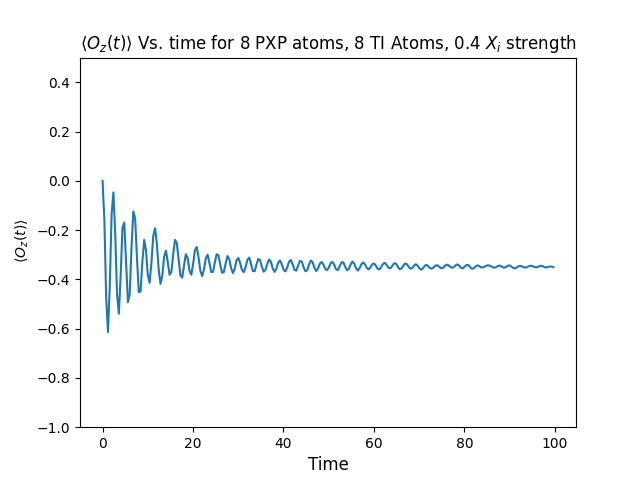 ⟨O_z(t)⟩ Vs. time for 8 PXP atoms, 8 TI Atoms, 0.4 X_i strength
0.4
0.2
0.0
−0.2
−0.4
−0.6
−0.8
−1.0
⟨O_z(t)⟩
0 20 40 60 80 100
Time